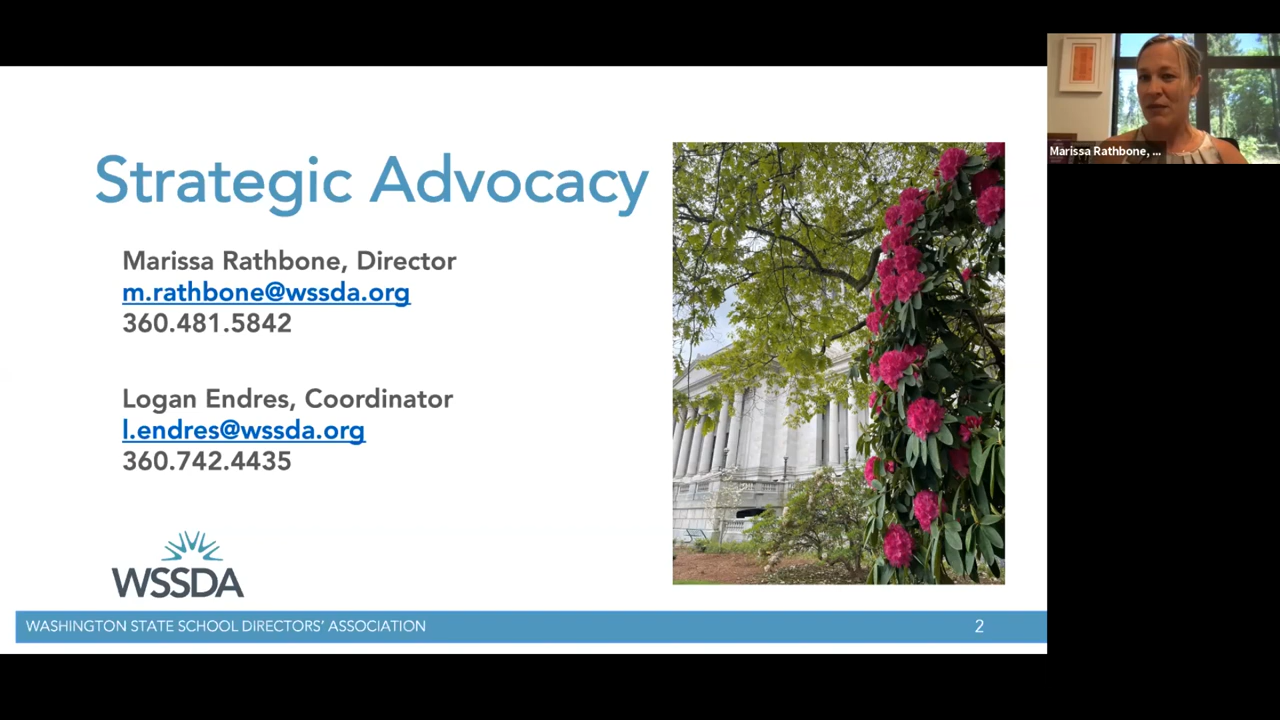 Strategic Advocacy
Marissa Rathbone, Director
m.rathbone@wssda.org
360.481.5842
Logan Endres, Coordinator
l.endres@wssda.org
360.742.4435
WSSDA
WASHINGTON STATE SCHOOL DIRECTORS’ ASSOCIATION
2
Marissa Rathbone, ...